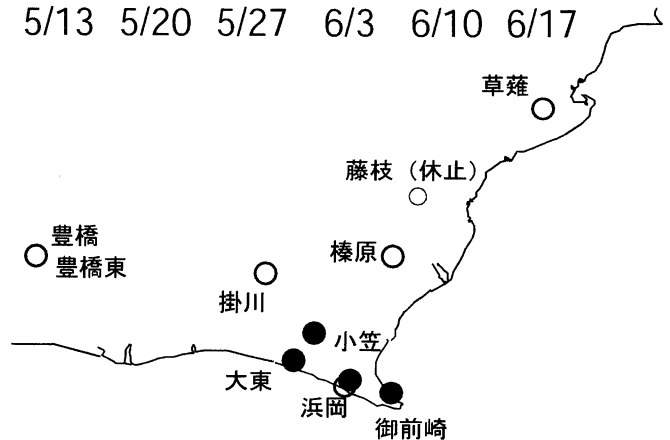 5/13 5/20 5/27 6/3 6/10 6/17
草薙
藤枝（休止）
豊橋
豊橋東
榛原
掛川
小笠
大東
浜岡
御前崎